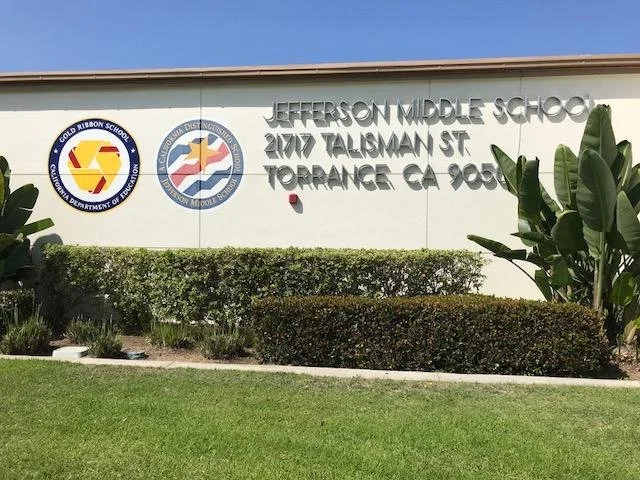 JEFFERSON MIDDLE SCHOOL
21717 TALISMAN ST.
TORRANCE CA
GOLD RIBBON SCHOOL
CALIFORNIA DEPARTMENT OF EDUCATION
A CALIFORNIA DISTINGUISHED SCHOOL
JEFFERSON MIDDLE SCHOOL